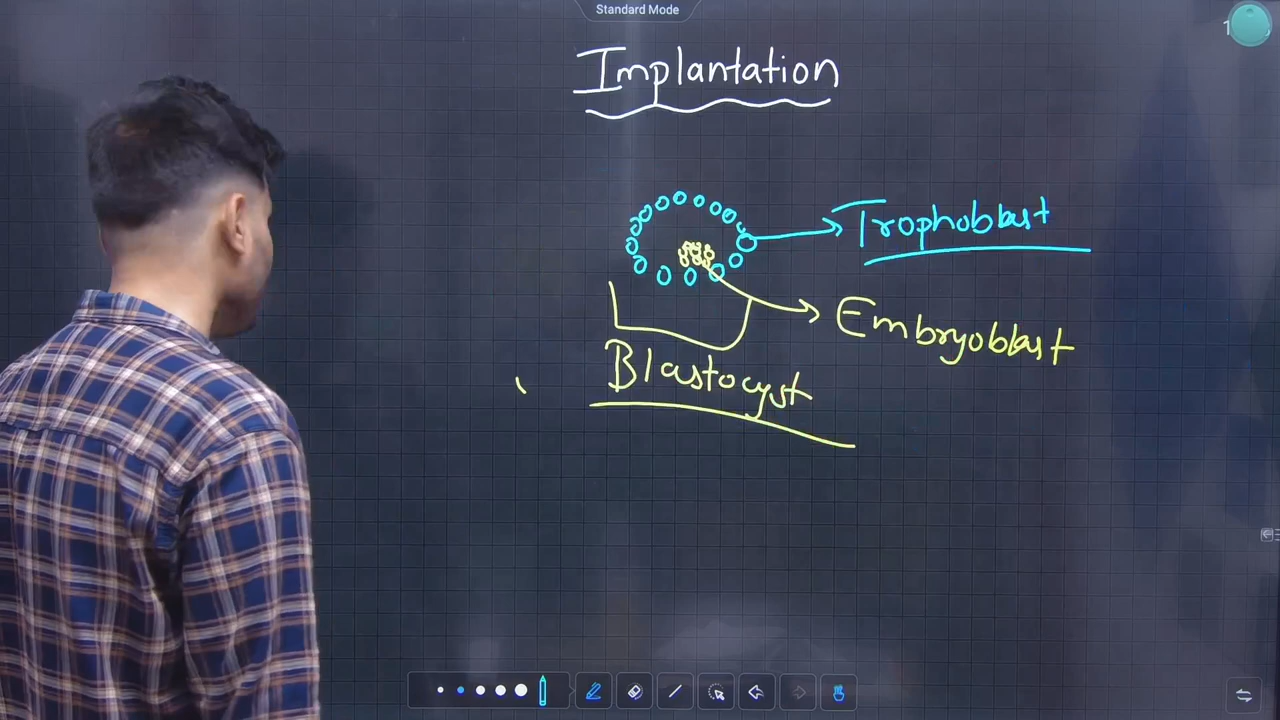 Standard Mode
Implantation
Trophoblast
Embryoblast
Blastocyst